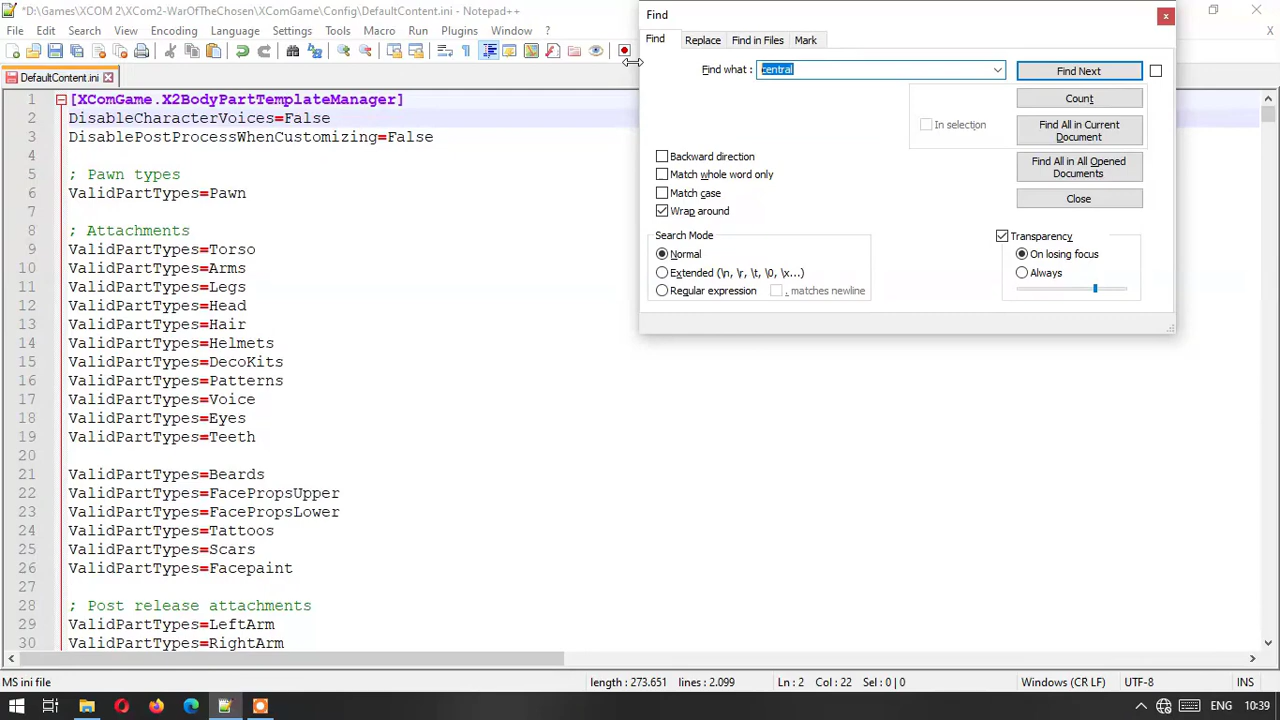 *D:\Games\XCOM 2\XCom2-WarOfTheChosen\XComGame\Config\DefaultContent.ini - Notepad++
File Edit Search View Encoding Language Settings Tools Macro Run Plugins Window ?
X
DefaultContent.ini
1 [XComGame.X2BodyPartTemplateManager]
2 DisableCharacterVoices=False
3 DisablePostProcessWhenCustomizing=False
4
5 ; Pawn types
6 ValidPartTypes=Pawn
7
8 ; Attachments
9 ValidPartTypes=Torso
10 ValidPartTypes=Arms
11 ValidPartTypes=Legs
12 ValidPartTypes=Head
13 ValidPartTypes=Hair
14 ValidPartTypes=Helmets
15 ValidPartTypes=DecoKits
16 ValidPartTypes=Patterns
17 ValidPartTypes=Voice
18 ValidPartTypes=Eyes
19 ValidPartTypes=Teeth
20
21 ValidPartTypes=Beards
22 ValidPartTypes=FacePropsUpper
23 ValidPartTypes=FacePropsLower
24 ValidPartTypes=Tattoos
25 ValidPartTypes=Scars
26 ValidPartTypes=Facepaint
27
28 ; Post release attachments
29 ValidPartTypes=LeftArm
30 ValidPartTypes=RightArm
Find
Find Replace Find in Files Mark
Find what : central
Find Next
Count
In selection
Find All in Current
Document
Find All in All Opened
Documents
Close
Backward direction
Match whole word only
Match case
Wrap around
Search Mode
Normal
Extended (\n, \r, \t, \0, \x...)
Regular expression . matches newline
Transparency
On losing focus
Always
MS ini file length : 273.651 lines : 2.099 Ln : 2 Col : 22 Sel : 0 | 0 Windows (CR LF) UTF-8 INS
ENG 10:39